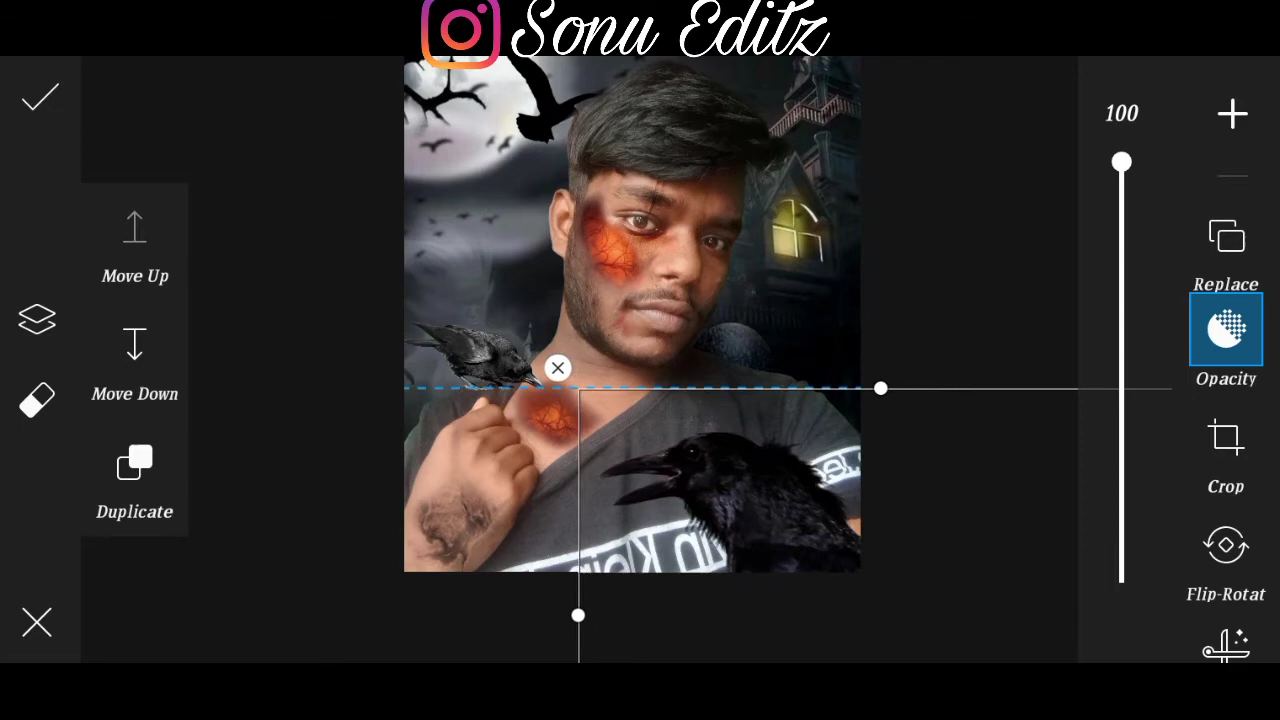 Sonu Editz
100
Move Up
Replace
Opacity
Move Down
Crop
Duplicate
Flip-Rotat